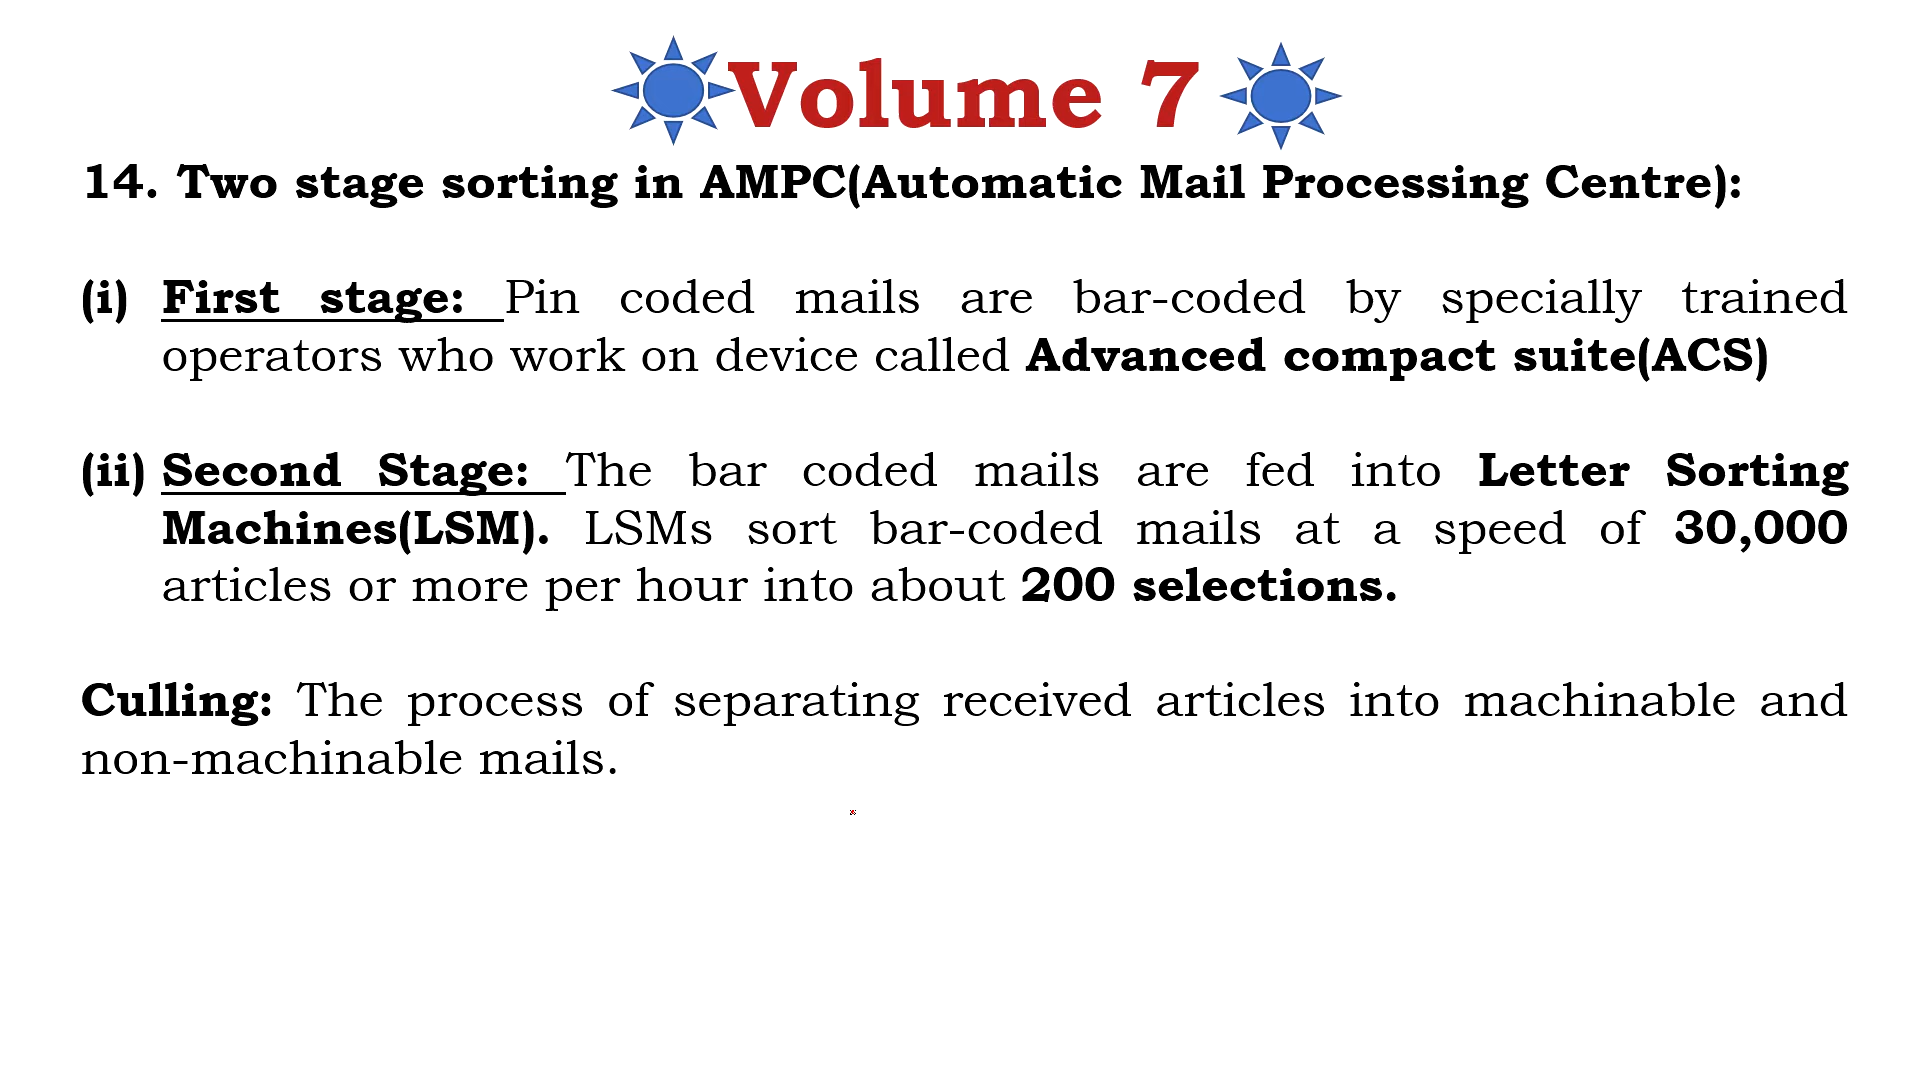 Volume 7
14. Two stage sorting in AMPC(Automatic Mail Processing Centre):
(i) First stage: Pin coded mails are bar-coded by specially trained
operators who work on device called Advanced compact suite(ACS)
(ii) Second Stage: The bar coded mails are fed into Letter Sorting
Machines(LSM). LSMs sort bar-coded mails at a speed of 30,000
articles or more per hour into about 200 selections.
Culling: The process of separating received articles into machinable and
non-machinable mails.